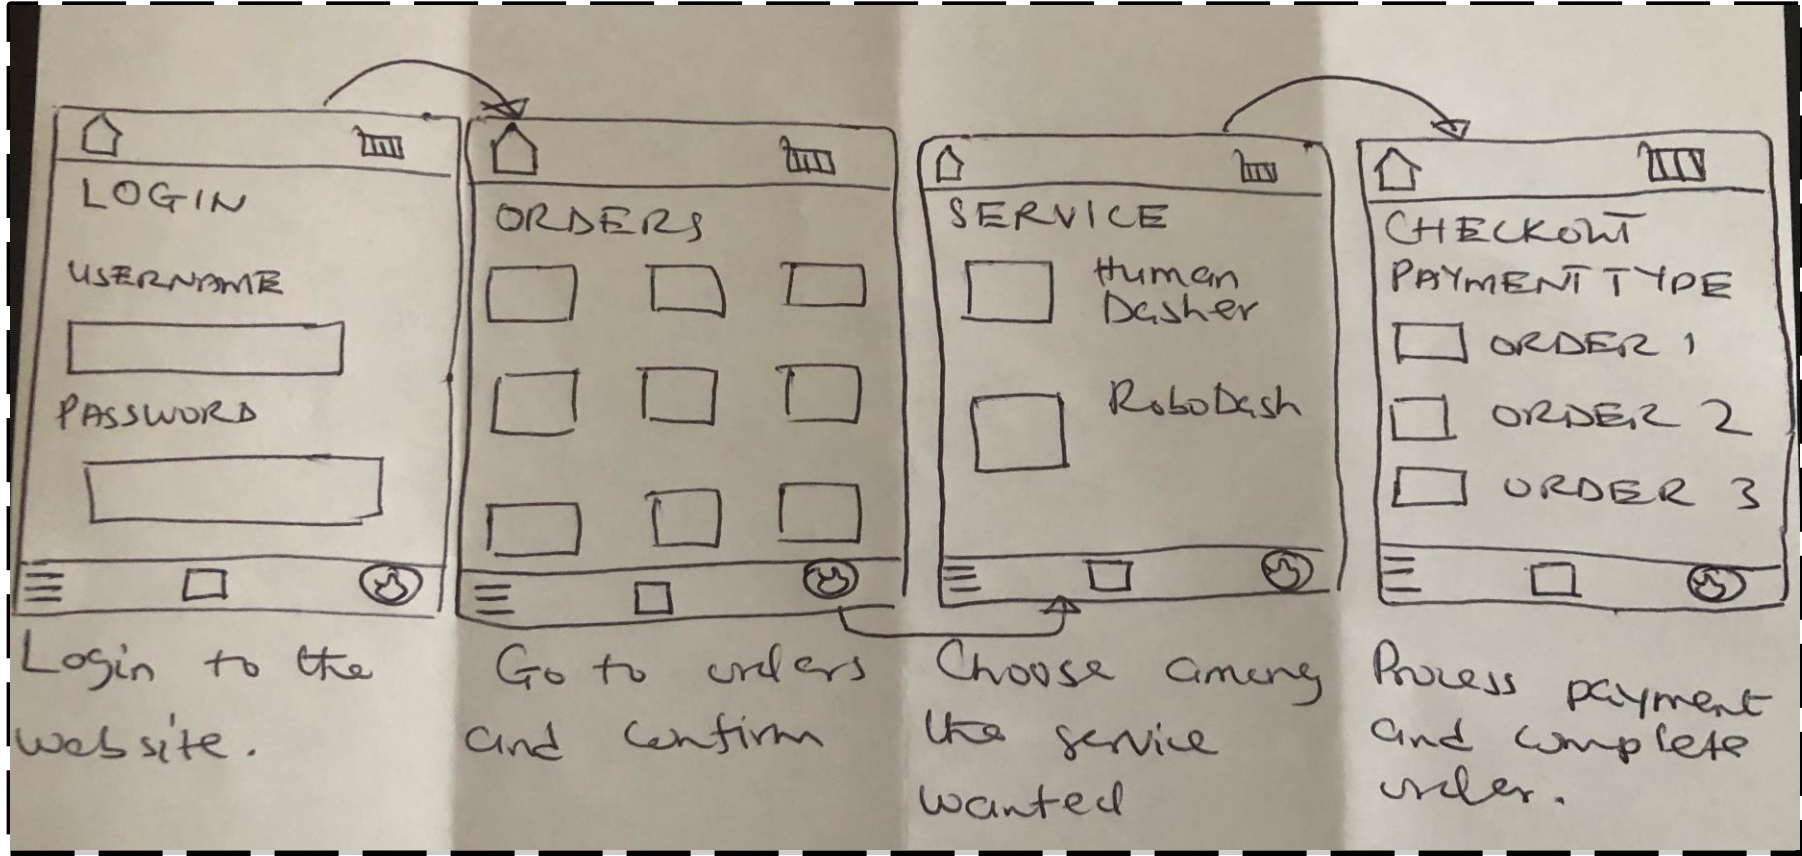 LOGIN
USERNAME
PASSWORD
Login to the
website.
ORDERS
Go to orders
and confirm
SERVICE
Human
Dasher
RoboDash
Choose among
the service
wanted
CHECKOUT
PAYMENT TYPE
ORDER 1
ORDER 2
ORDER 3
Process payment
and complete
order.